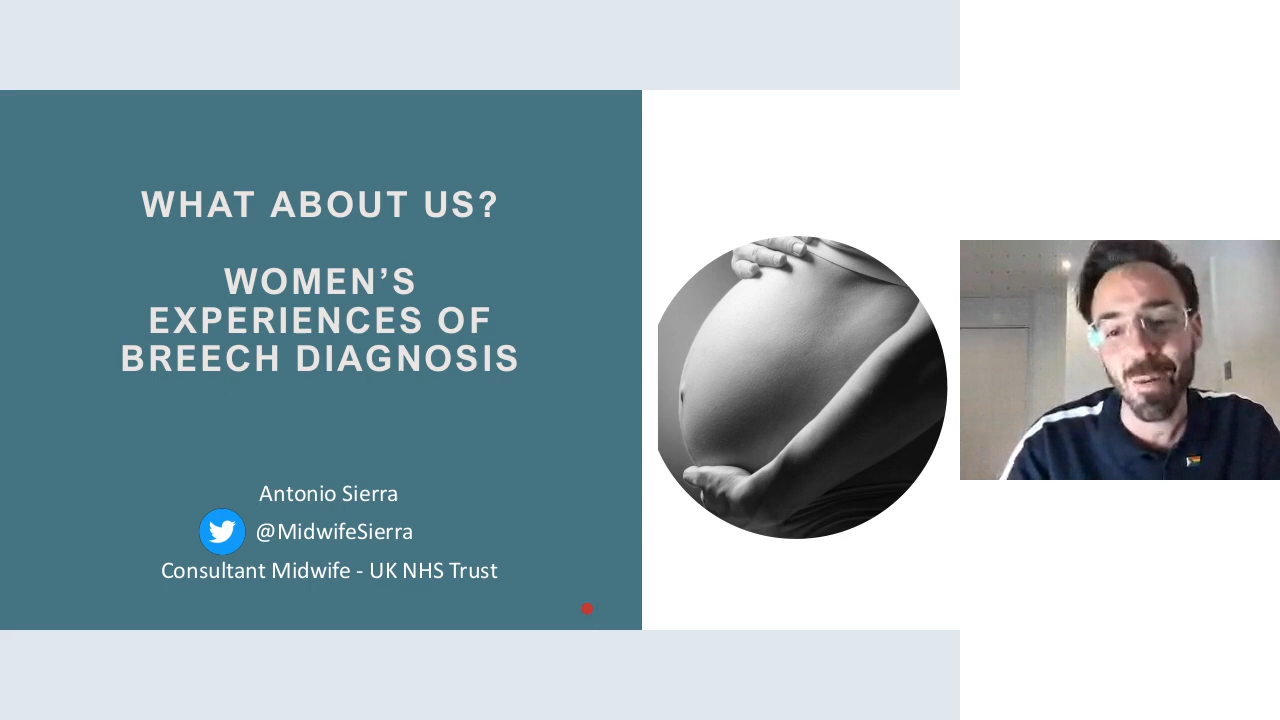 WHAT ABOUT US?
WOMEN’S
EXPERIENCES OF
BREECH DIAGNOSIS
Antonio Sierra
@MidwifeSierra
Consultant Midwife - UK NHS Trust